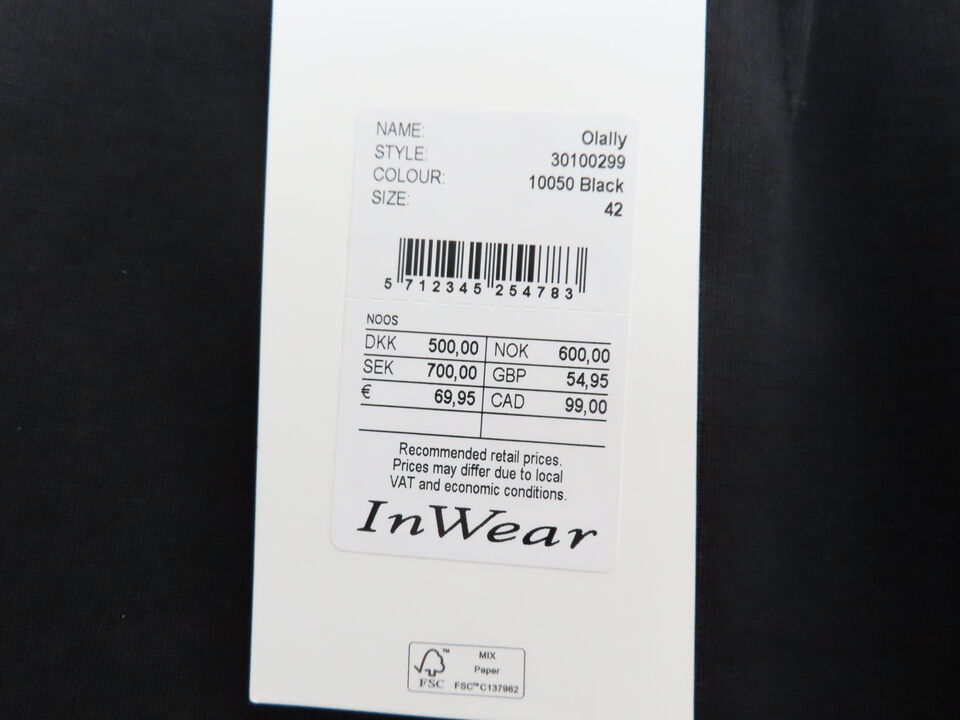 NAME: Olally
STYLE: 30100299
COLOUR: 10050 Black
SIZE: 42
5 712345 254783
NOOS
DKK 500,00 NOK 600,00
SEK 700,00 GBP 54,95
€ 69,95 CAD 99,00
Recommended retail prices.
Prices may differ due to local
VAT and economic conditions.
InWear
MIX
Paper
FSC™ FSC™C137982